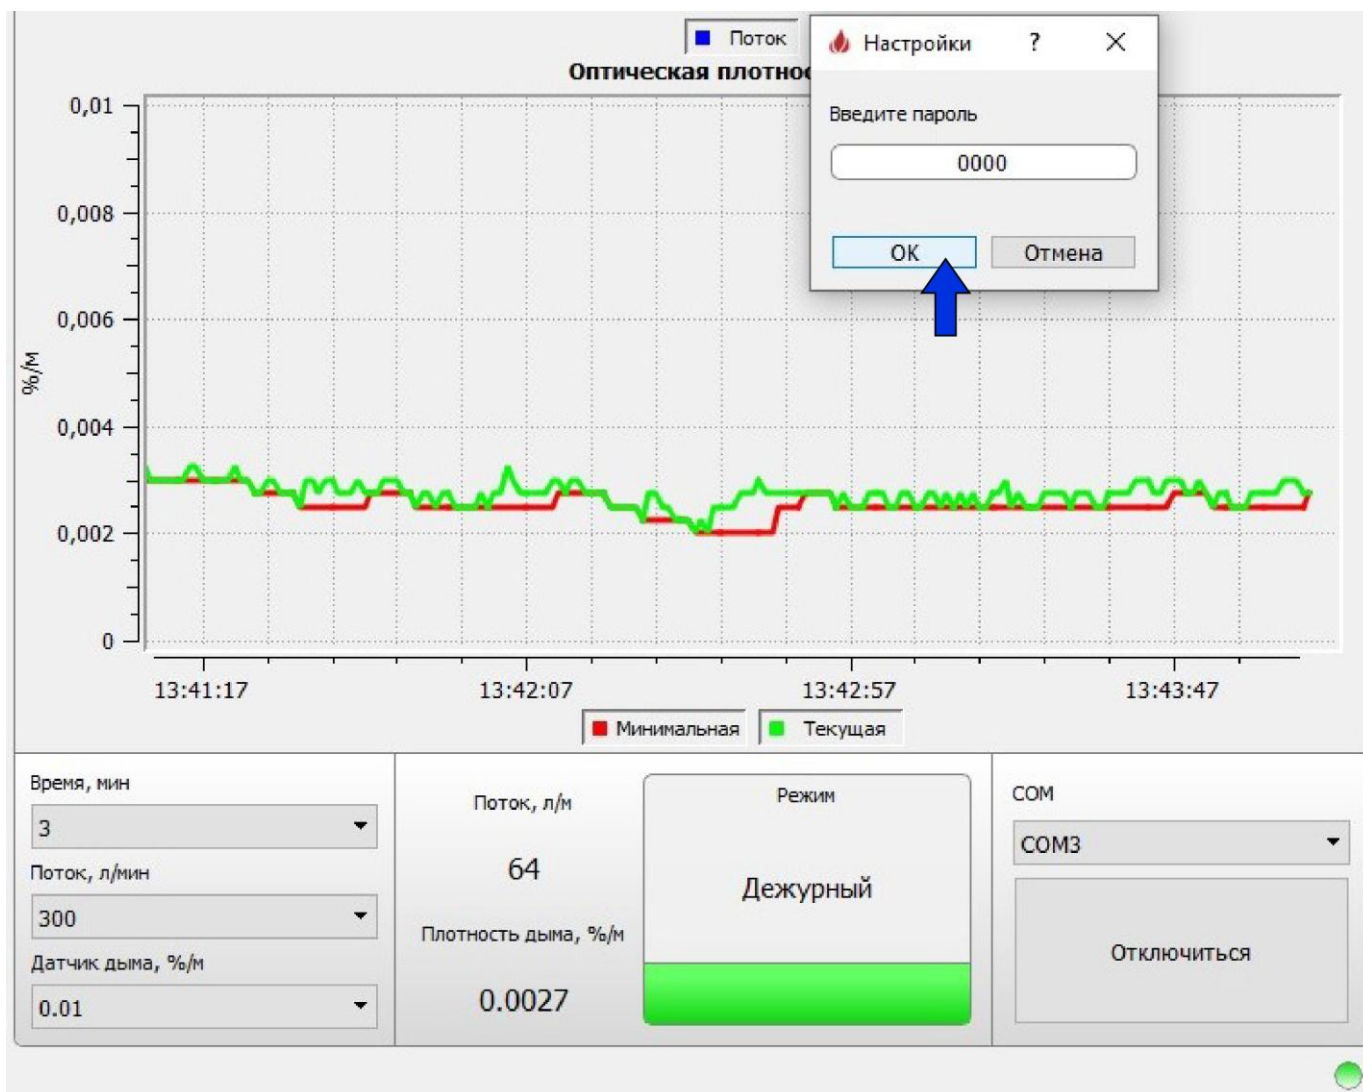 Поток
Настройки ?
Оптическая плотнос
Введите пароль
0000
OK Отмена
0,01
0,008
0,006
0,004
0,002
0
%/м
13:41:17 13:42:07 13:42:57 13:43:47
Минимальная Текущая
Время, мин
3
Поток, л/мин
300
Датчик дыма, %/м
0.01
Поток, л/м
64
Плотность дыма, %/м
0.0027
Режим
Дежурный
COM
COM3
Отключиться